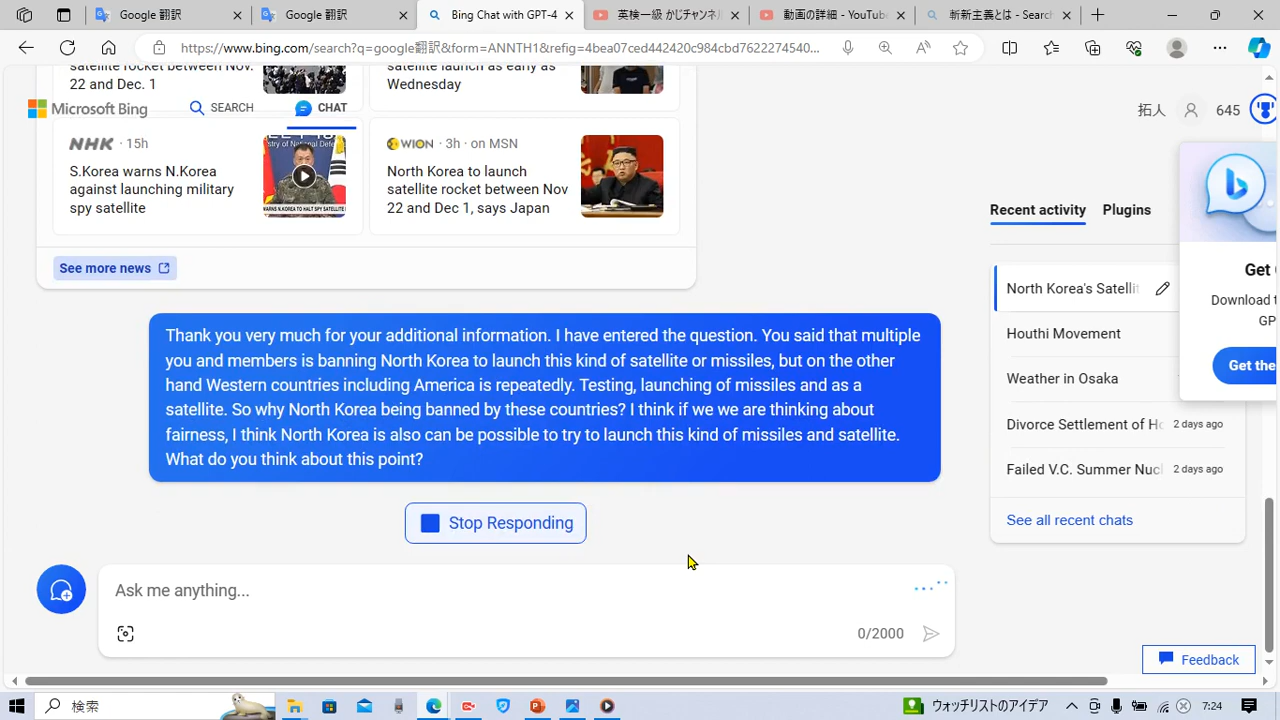 Bing Chat with GPT-4
英検一級 かじチャンネル
動画の詳細 - YouTube
斬新主義とは - Search
https://www.bing.com/search?q=google翻訳&form=ANNTH1&refig=4bea07ced442420c984cbd7622274540...
satellite rocket between Nov.
22 and Dec. 1
satellite launch as early as
Wednesday
Microsoft Bing
SEARCH
CHAT
拓人
645
NHK · 15h
S.Korea warns N.Korea
against launching military
spy satellite
WION · 3h · on MSN
North Korea to launch
satellite rocket between Nov
22 and Dec 1, says Japan
See more news
Recent activity
Plugins
North Korea's Satellit
Houthi Movement
Weather in Osaka
Divorce Settlement of Ho
2 days ago
Failed V.C. Summer Nucl
2 days ago
See all recent chats
Get
Download
GP
Get the
Thank you very much for your additional information. I have entered the question. You said that multiple
you and members is banning North Korea to launch this kind of satellite or missiles, but on the other
hand Western countries including America is repeatedly. Testing, launching of missiles and as a
satellite. So why North Korea being banned by these countries? I think if we we are thinking about
fairness, I think North Korea is also can be possible to try to launch this kind of missiles and satellite.
What do you think about this point?
Stop Responding
Ask me anything...
0/2000
Feedback
検索
ウォッチリストのアイデア
7:24